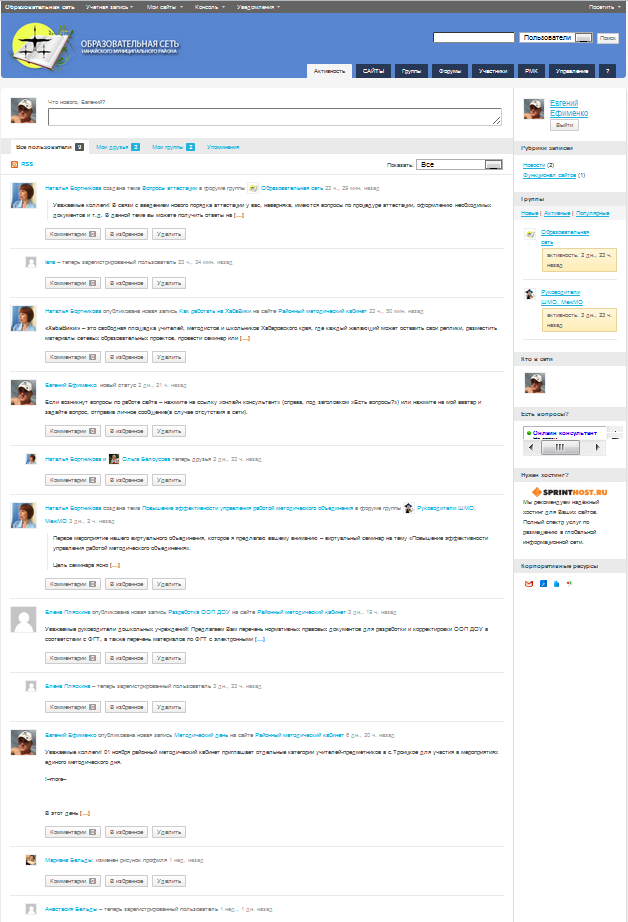 Образовательная сеть Учетная запись Мои сайты Консоль Уведомления Посетить
ОБРАЗОВАТЕЛЬНАЯ СЕТЬ
НАНАЙСКОГО МУНИЦИПАЛЬНОГО РАЙОНА
Пользователи Поиск
Активность САЙТЫ Группы Форумы Участники РМК Управление ?
Что нового, Евгений?
Все пользователи 9 Мои друзья 2 Мои группы 2 Упоминания
RSS Показать: Все
Наталья Бортникова создана тема Вопросы аттестации в форуме группы Образовательная сеть 22 ч., 29 мин. назад
Уважаемые коллеги! В связи с введением нового порядка аттестации у вас, наверняка, имеются вопросы по процедуре аттестации, оформлению необходимых
документов и т.д. В данной теме вы можете получить ответы на [...]
Комментарии 0 В избранное Удалить
lana – теперь зарегистрированный пользователь 22 ч., 34 мин. назад
Комментарии 0 В избранное Удалить
Наталья Бортникова опубликована новая запись Как работать на ХабаВики на сайте Районный методический кабинет 23 ч., 50 мин. назад
«ХабаВики» – это свободная площадка учителей, методистов и школьников Хабаровского края, где каждый желающий может оставить свои реплики, разместить
материалы сетевых образовательных проектов, провести семинар или [...]
Комментарии 0 В избранное Удалить
Евгений Ефименко новый статус 2 дн., 21 ч. назад
Если возникнут вопросы по работе сайта – нажмите на ссылку «онлайн консультант» (справа, под заголовком «Есть вопросы?») или нажмите на мой аватар и
задайте вопрос, отправив личное сообщение(в случае отсутствия в сети).
Комментарии 0 В избранное Удалить
Наталья Бортникова и Ольга Белоусова теперь друзья 2 дн., 22 ч. назад
Комментарии 0 В избранное Удалить
Наталья Бортникова создана тема Повышение эффективности управления работой методического объединения в форуме группы Руководители ШМО,
МежМО 3 дн., 2 ч. назад
Первое мероприятие нашего виртуального объединения, которое я предлагаю вашему вниманию – виртуальный семинар на тему «Повышение эффективности
управления работой методического объединения».
Цель семинара ясно [...]
Комментарии 0 В избранное Удалить
Елена Пляскина опубликована новая запись Разработка ООП ДОУ на сайте Районный методический кабинет 3 дн., 19 ч. назад
Уважаемые руководители дошкольных учреждений! Предлагаем Вам перечень нормативных правовых документов для разработки и корректировки ООП ДОУ в
соответствии с ФГТ, а также перечень материалов по ФГТ с электронными [...]
Комментарии 0 В избранное Удалить
Елена Пляскина – теперь зарегистрированный пользователь 3 дн., 22 ч. назад
Комментарии 0 В избранное Удалить
Евгений Ефименко опубликована новая запись Методический день на сайте Районный методический кабинет 6 дн., 20 ч. назад
Уважаемые коллеги! 01 ноября районный методический кабинет приглашает отдельные категории учителей-предметников в с.Троицкое для участия в мероприятиях
единого методического дня.
!–more–
В этот день [...]
Комментарии 0 В избранное Удалить
Марина Бельды изменен рисунок профиля 1 нед. назад
Комментарии 0 В избранное Удалить
Анастасия Бельды – теперь зарегистрированный пользователь 1 нед., 1 дн. назад
Евгений
Ефименко
Выйти
Рубрики записей
Новости (2)
Функционал сайтов (1)
Группы
Новые | Активные | Популярные
Образовательная
сеть
активность: 2 дн., 23 ч.
назад
Руководители
ШМО, МежМО
активность: 2 дн., 23 ч.
назад
Кто в сети
Есть вопросы?
Онлайн консультант
Нужен хостинг?
SPRINTHOST.RU
Мы рекомендуем надежный
хостинг для Ваших сайтов.
Полный спектр услуг по
размещению в глобальной
информационной сети.
Корпоративные ресурсы